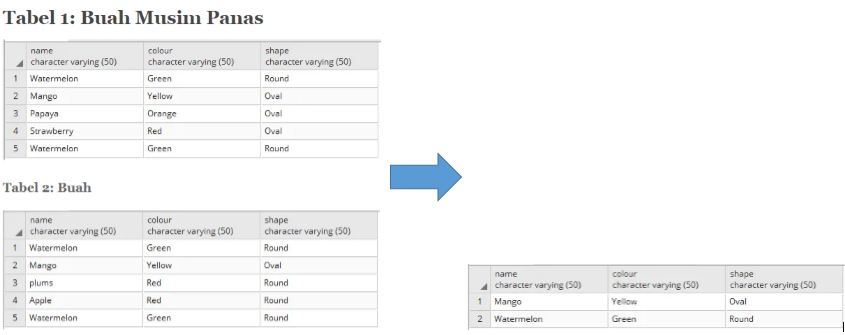 Tabel 1: Buah Musim Panas
name colour shape
character varying (50) character varying (50) character varying (50)
1 Watermelon Green Round
2 Mango Yellow Oval
3 Papaya Orange Oval
4 Strawberry Red Oval
5 Watermelon Green Round
Tabel 2: Buah
name colour shape
character varying (50) character varying (50) character varying (50)
1 Watermelon Green Round
2 Mango Yellow Oval
3 plums Red Round
4 Apple Red Round
5 Watermelon Green Round
name colour shape
character varying (50) character varying (50) character varying (50)
1 Mango Yellow Oval
2 Watermelon Green Round